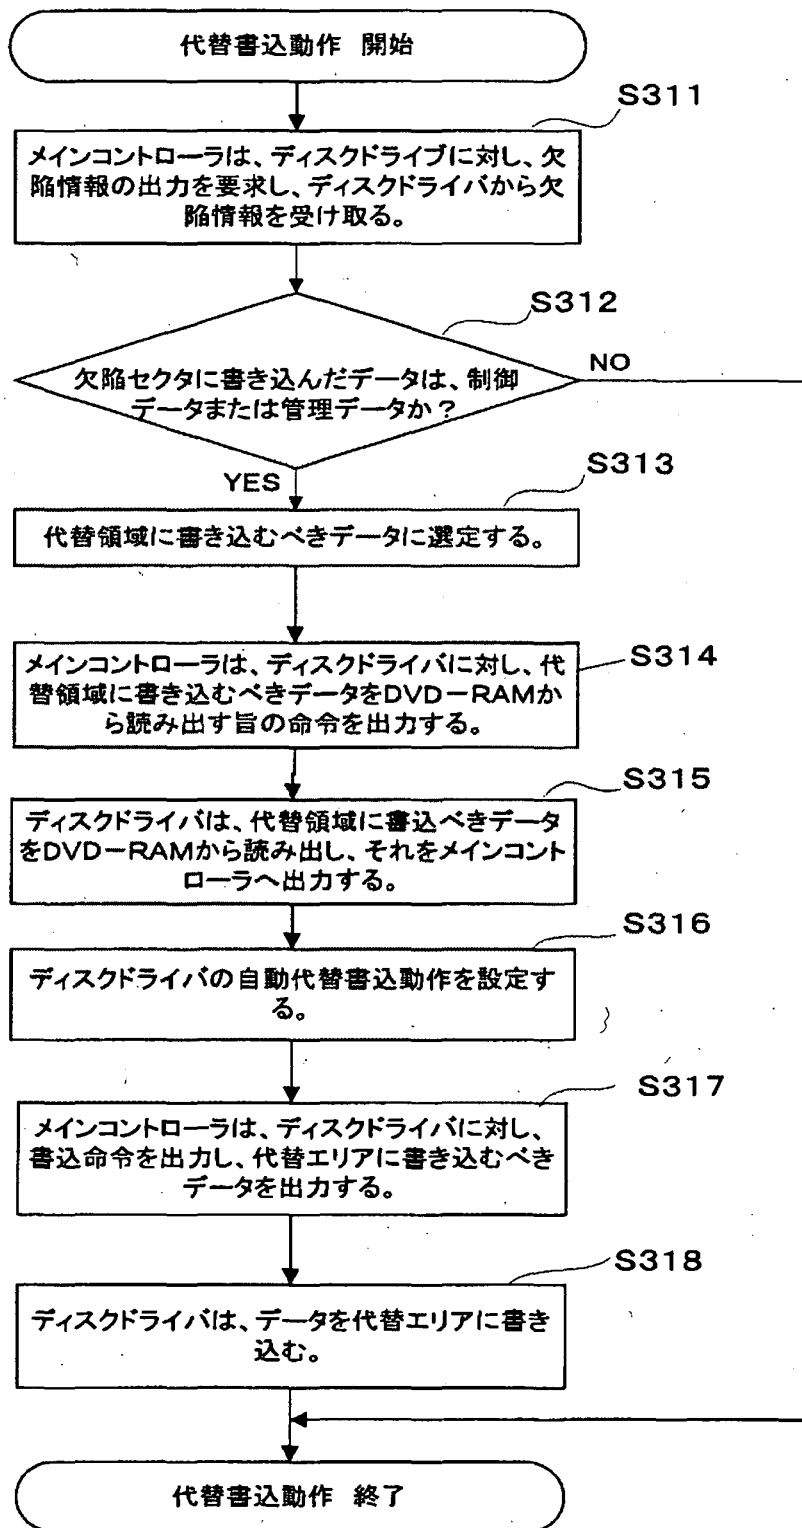 代替書込動作 開始
S311
メインコントローラは、ディスクドライブに対し、欠
陥情報の出力を要求し、ディスクドライバから欠
陥情報を受け取る。
S312
欠陥セクタに書き込んだデータは、制御
データまたは管理データか?
NO
YES
S313
代替領域に書き込むべきデータに選定する。
S314
メインコントローラは、ディスクドライバに対し、代
替領域に書き込むべきデータをDVD-RAMか
ら読み出す旨の命令を出力する。
S315
ディスクドライバは、代替領域に書込べきデータ
をDVD-RAMから読み出し、それをメインコント
ローラへ出力する。
S316
ディスクドライバの自動代替書込動作を設定す
る。
S317
メインコントローラは、ディスクドライバに対し、
書込命令を出力し、代替エリアに書き込むべき
データを出力する。
S318
ディスクドライバは、データを代替エリアに書き
込む。
代替書込動作 終了